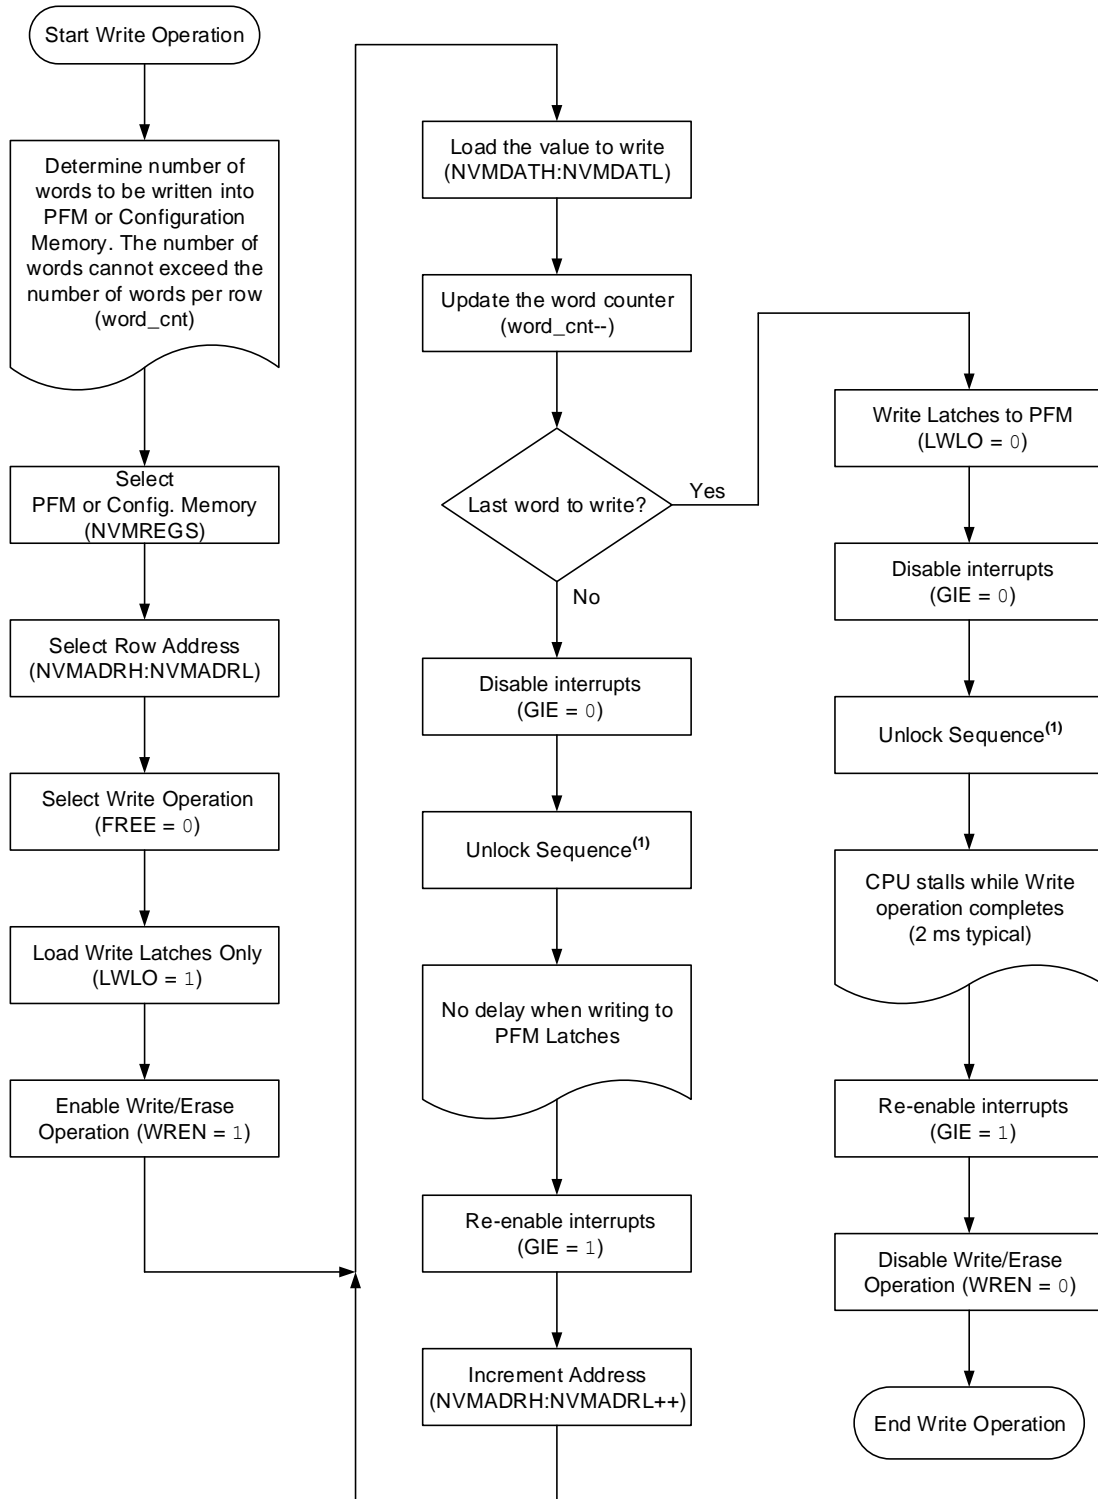 Start Write Operation
Determine number of
words to be written into
PFM or Configuration
Memory. The number of
words cannot exceed the
number of words per row
(word_cnt)
Select
PFM or Config. Memory
(NVMREGS)
Select Row Address
(NVMADRH:NVMADRL)
Select Write Operation
(FREE = 0)
Load Write Latches Only
(LWLO = 1)
Enable Write/Erase
Operation (WREN = 1)
Load the value to write
(NVMDATH:NVMDATL)
Update the word counter
(word_cnt--)
Last word to write?
Yes
No
Disable interrupts
(GIE = 0)
Unlock Sequence(1)
No delay when writing to
PFM Latches
Re-enable interrupts
(GIE = 1)
Increment Address
(NVMADRH:NVMADRL++)
Write Latches to PFM
(LWLO = 0)
Disable interrupts
(GIE = 0)
Unlock Sequence(1)
CPU stalls while Write
operation completes
(2 ms typical)
Re-enable interrupts
(GIE = 1)
Disable Write/Erase
Operation (WREN = 0)
End Write Operation